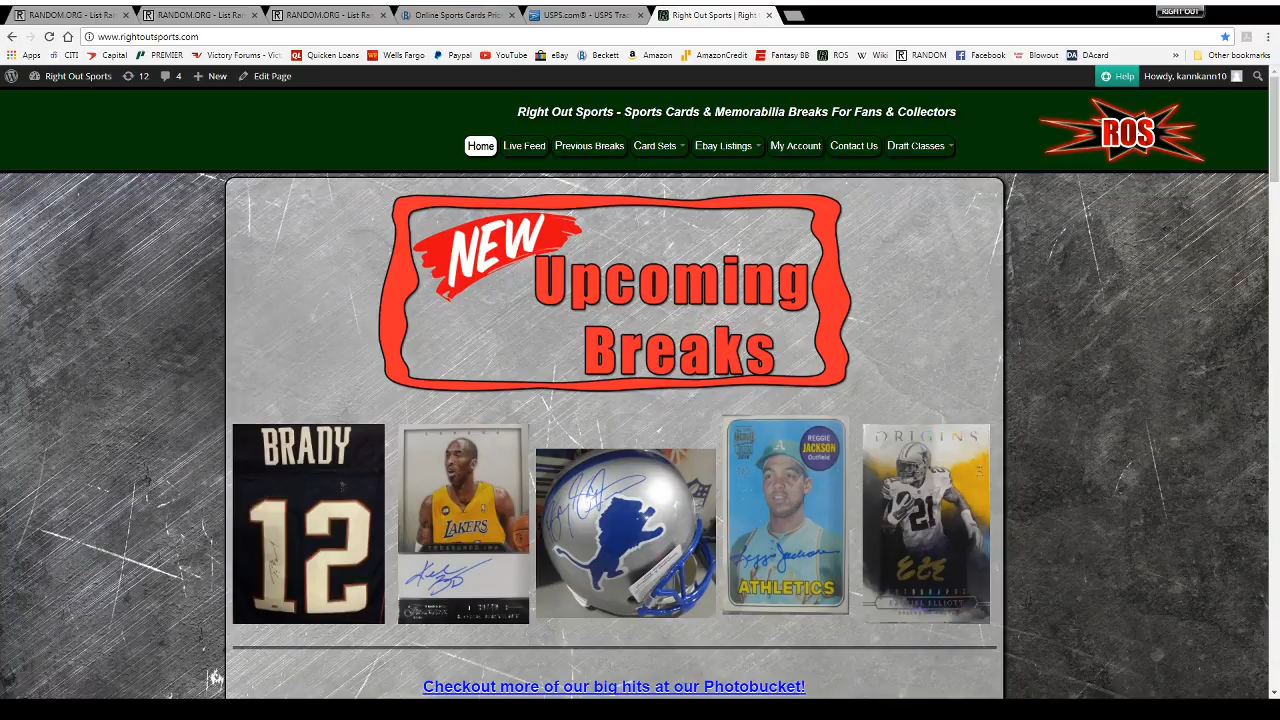 RANDOM.ORG - List Ran
RANDOM.ORG - List Ran
RANDOM.ORG - List Ran
Online Sports Cards Pric
USPS.com® - USPS Trac
Right Out Sports | Right
RIGHT OUT
www.rightoutsports.com
Apps
CITI
Capital
PREMIER
Victory Forums - Vict
Quicken Loans
Wells Fargo
Paypal
YouTube
eBay
Beckett
Amazon
AmazonCredit
Fantasy BB
ROS
Wiki
RANDOM
Facebook
Blowout
DAcard
»
Other bookmarks
Right Out Sports
12
4
New
Edit Page
Help
Howdy, kannkann10
Right Out Sports - Sports Cards & Memorabilia Breaks For Fans & Collectors
ROS
Home
Live Feed
Previous Breaks
Card Sets
Ebay Listings
My Account
Contact Us
Draft Classes
NEW
Upcoming
Breaks
BRADY
12
LAKERS
REGGIE
JACKSON
Outfield
A
ATHLETICS
ORIGINS
21
Checkout more of our big hits at our Photobucket!